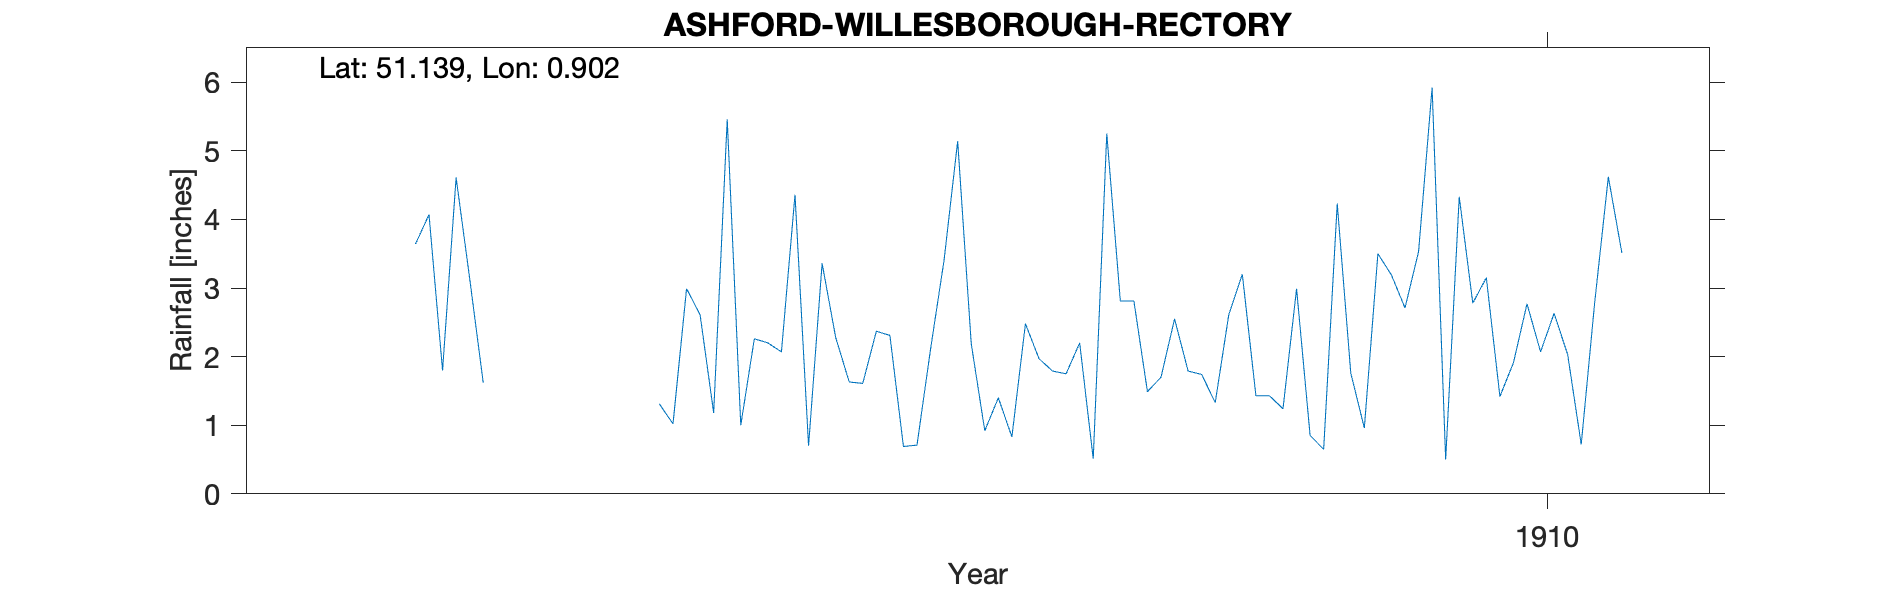 ASHFORD-WILLESBOROUGH-RECTORY
Lat: 51.139, Lon: 0.902
6
5
4
3
2
1
0
Rainfall [inches]
1910
Year